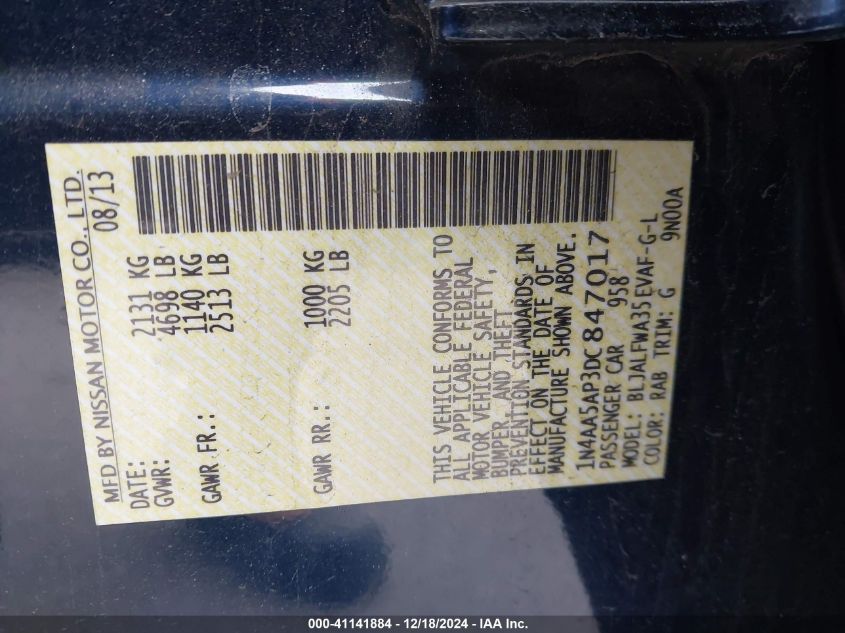 MFD BY NISSAN MOTOR CO., LTD.
DATE: 08/13
GVWR: 2131 KG
4698 LB
GAWR FR.: 1140 KG
2513 LB
GAWR RR.: 1000 KG
2205 LB
THIS VEHICLE CONFORMS TO
ALL APPLICABLE FEDERAL
MOTOR VEHICLE SAFETY,
BUMPER, AND THEFT
PREVENTION STANDARDS IN
EFFECT ON THE DATE OF
MANUFACTURE SHOWN ABOVE.
1N4AA5AP3DC847017
PASSENGER CAR 958
MODEL: BLJALFWA35EVAF-G-L
COLOR: RAB TRIM: G 9N00A
000-41141884 - 12/18/2024 - IAA Inc.